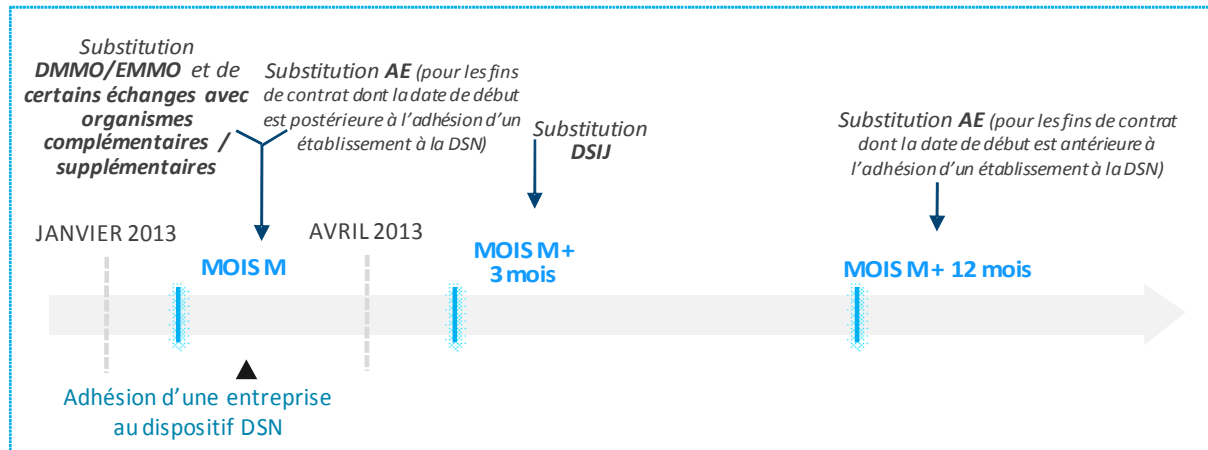 Substitution
DMMO/EMMO et de
certains échanges avec
organismes
complémentaires /
supplémentaires
Substitution AE (pour les fins
de contrat dont la date de début
est postérieure à l’adhésion d’un
établissement à la DSN)
Substitution
DSIJ
Substitution AE (pour les fins de contrat
dont la date de début est antérieure à
l’adhésion d’un établissement à la DSN)
JANVIER 2013
MOIS M
AVRIL 2013
MOIS M +
3 mois
MOIS M + 12 mois
Adhésion d’une entreprise
au dispositif DSN